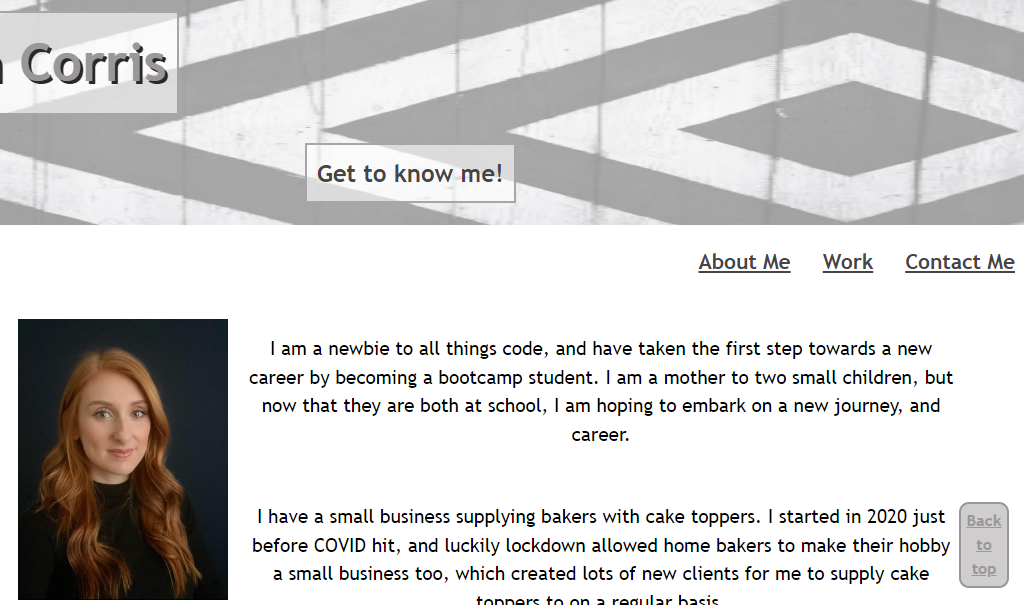 Corris
Get to know me!
About Me Work Contact Me
I am a newbie to all things code, and have taken the first step towards a new
career by becoming a bootcamp student. I am a mother to two small children, but
now that they are both at school, I am hoping to embark on a new journey, and
career.
I have a small business supplying bakers with cake toppers. I started in 2020 just
before COVID hit, and luckily lockdown allowed home bakers to make their hobby
a small business too, which created lots of new clients for me to supply cake
toppers to on a regular basis
Back
to
top